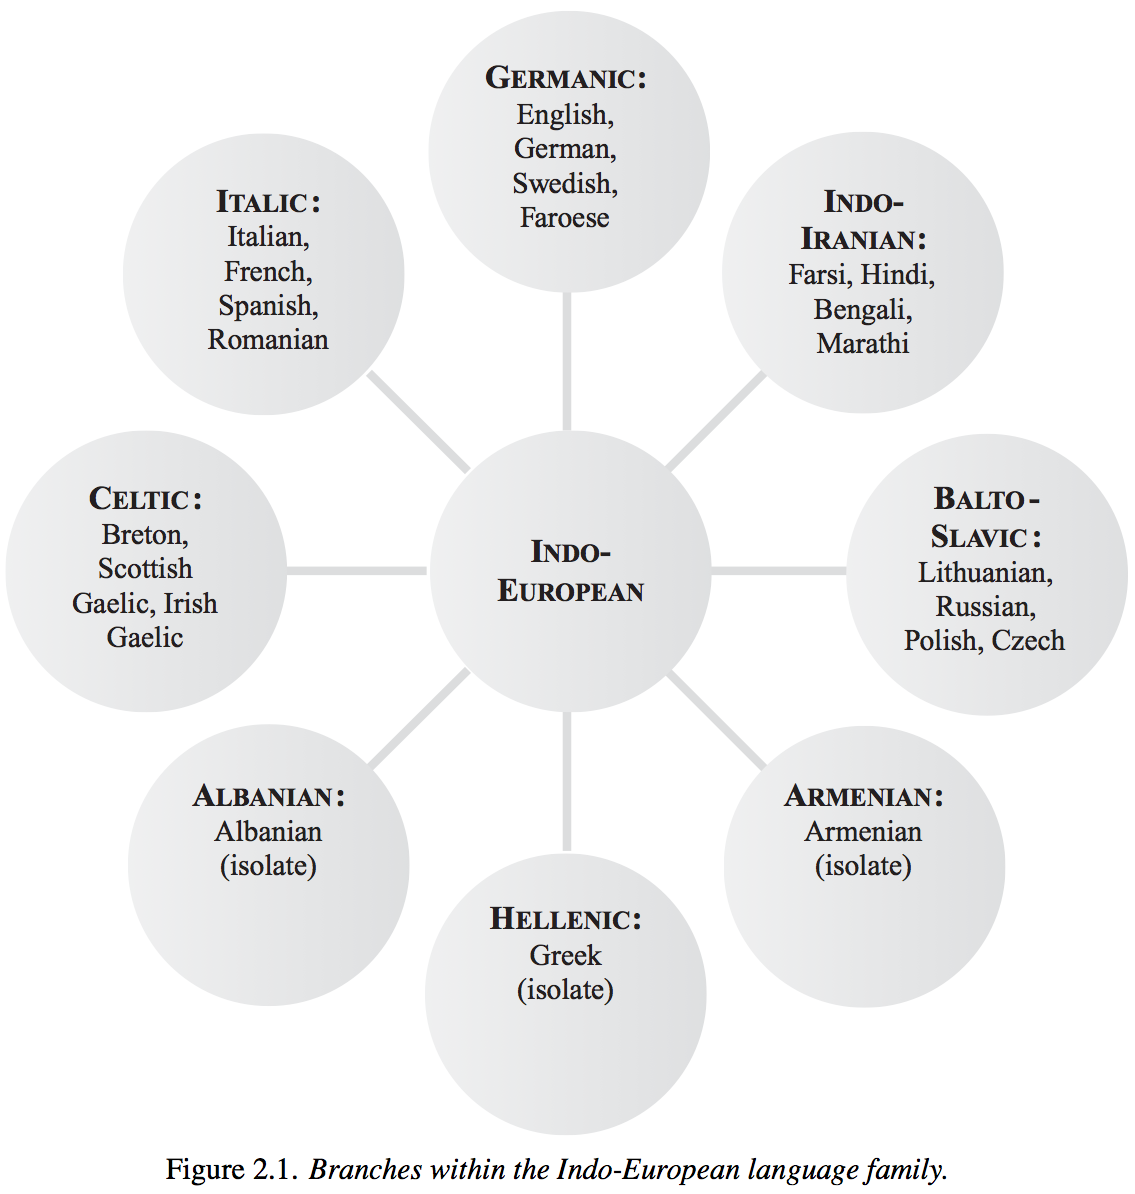 GERMANIC:
English,
German,
Swedish,
Faroese
ITALIC:
Italian,
French,
Spanish,
Romanian
INDO-
IRANIAN:
Farsi, Hindi,
Bengali,
Marathi
CELTIC:
Breton,
Scottish
Gaelic, Irish
Gaelic
INDO-
EUROPEAN
BALTO-
SLAVIC:
Lithuanian,
Russian,
Polish, Czech
ALBANIAN:
Albanian
(isolate)
ARMENIAN:
Armenian
(isolate)
HELLENIC:
Greek
(isolate)
Figure 2.1. Branches within the Indo-European language family.